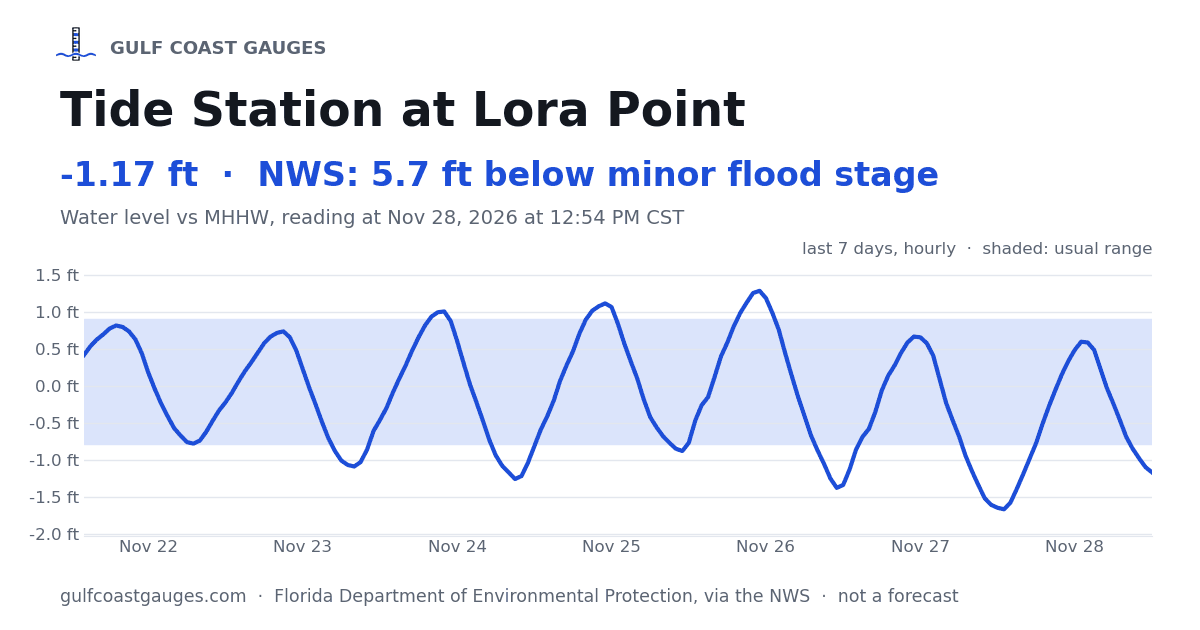 GULF COAST GAUGES
Tide Station at Lora Point
-1.17 ft · NWS: 5.7 ft below minor flood stage
Water level vs MHHW, reading at Nov 28, 2026 at 12:54 PM CST
last 7 days, hourly · shaded: usual range
1.5 ft
1.0 ft
0.5 ft
0.0 ft
-0.5 ft
-1.0 ft
-1.5 ft
-2.0 ft
Nov 22 Nov 23 Nov 24 Nov 25 Nov 26 Nov 27 Nov 28
gulfcoastgauges.com · Florida Department of Environmental Protection, via the NWS · not a forecast